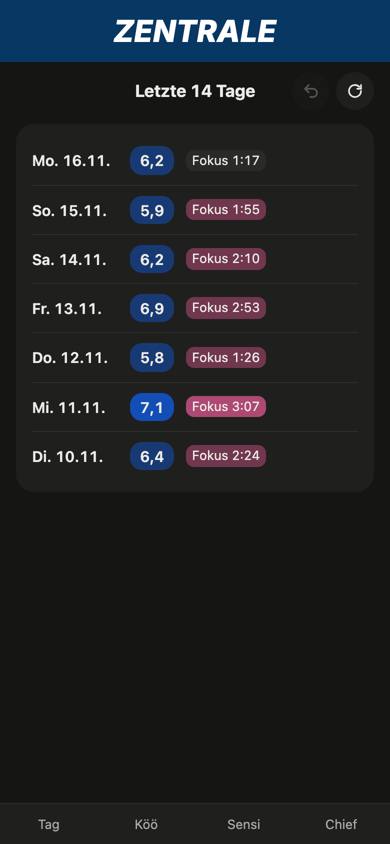 ZENTRALE
Letzte 14 Tage
Mo. 16.11. 6,2 Fokus 1:17
So. 15.11. 5,9 Fokus 1:55
Sa. 14.11. 6,2 Fokus 2:10
Fr. 13.11. 6,9 Fokus 2:53
Do. 12.11. 5,8 Fokus 1:26
Mi. 11.11. 7,1 Fokus 3:07
Di. 10.11. 6,4 Fokus 2:24
Tag Köö Sensi Chief